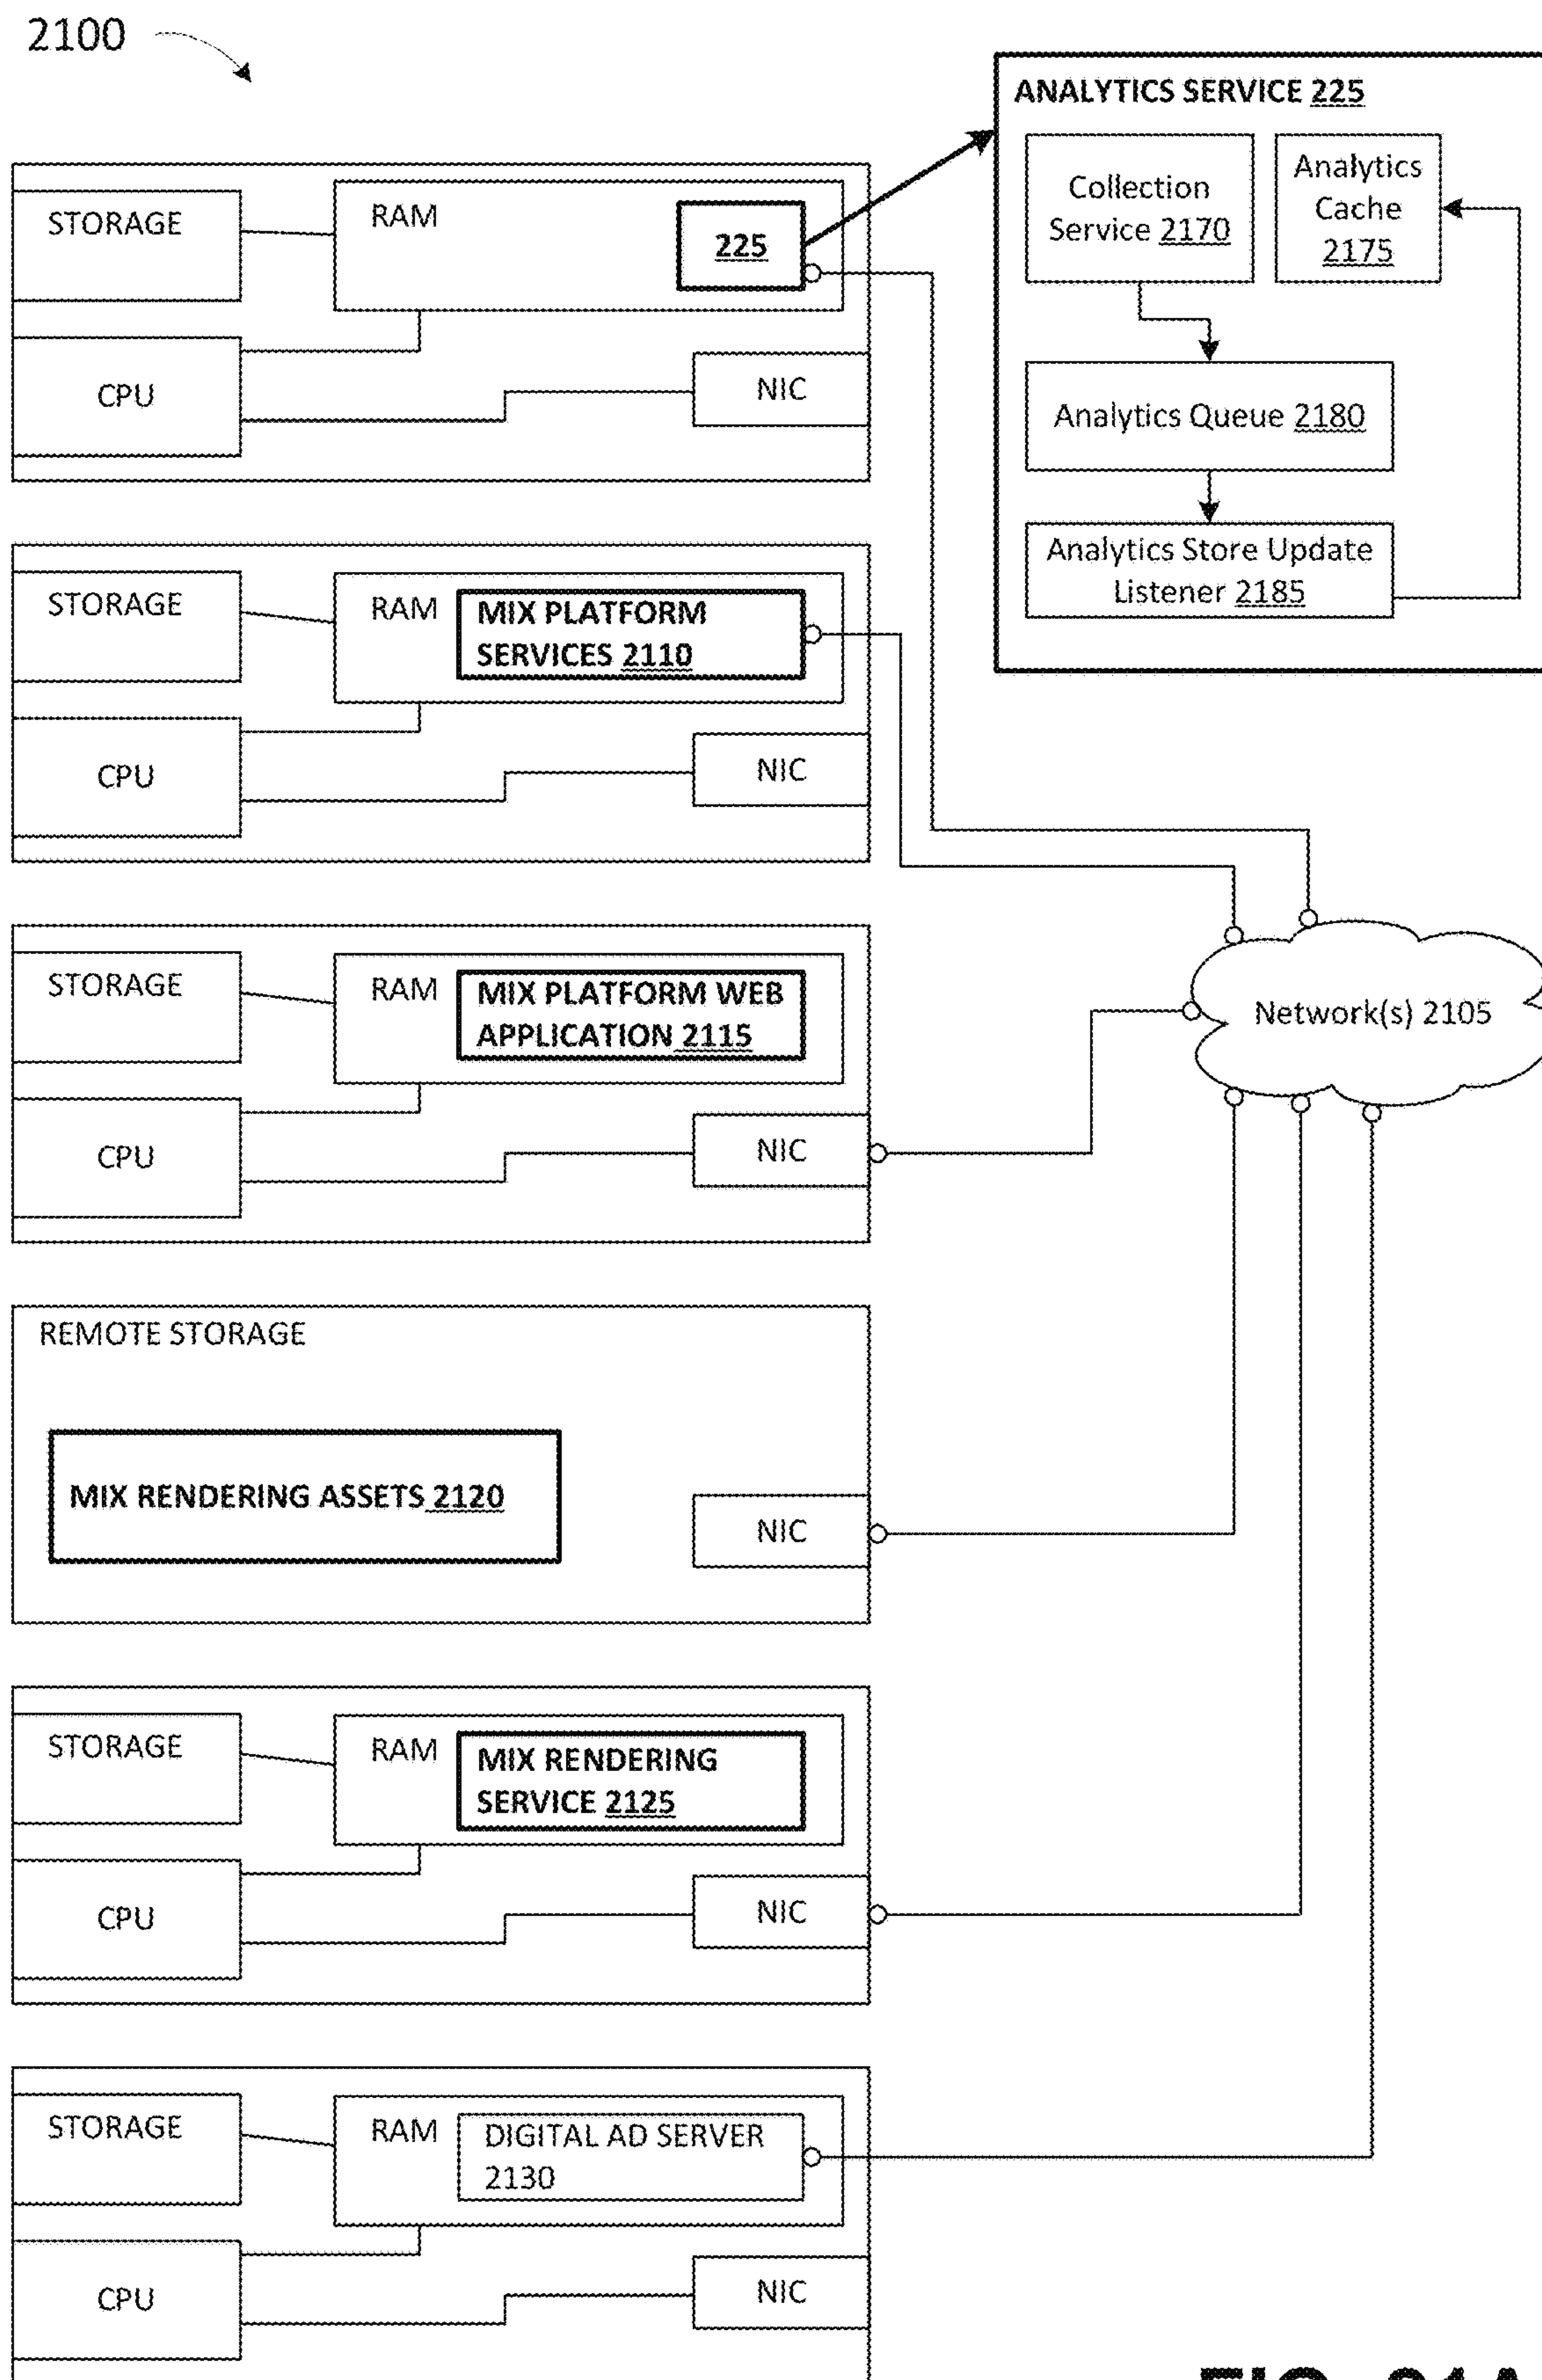 2100
ANALYTICS SERVICE 225
Collection
Service 2170
Analytics
Cache
2175
Analytics Queue 2180
Analytics Store Update
Listener 2185
STORAGE
RAM
225
CPU
NIC
STORAGE
RAM
MIX PLATFORM
SERVICES 2110
CPU
NIC
STORAGE
RAM
MIX PLATFORM WEB
APPLICATION 2115
CPU
NIC
Network(s) 2105
REMOTE STORAGE
MIX RENDERING ASSETS 2120
NIC
STORAGE
RAM
MIX RENDERING
SERVICE 2125
CPU
NIC
STORAGE
RAM
DIGITAL AD SERVER
2130
CPU
NIC